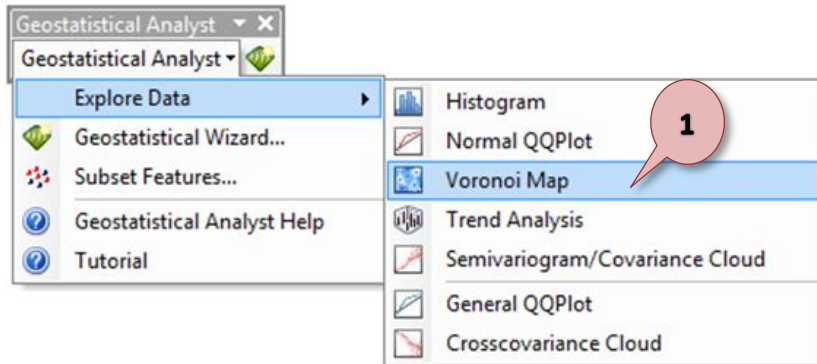 Geostatistical Analyst
Geostatistical Analyst
Explore Data
Geostatistical Wizard...
Subset Features...
Geostatistical Analyst Help
Tutorial
Histogram
Normal QQPlot
Voronoi Map
Trend Analysis
Semivariogram/Covariance Cloud
General QQPlot
Crosscovariance Cloud
1